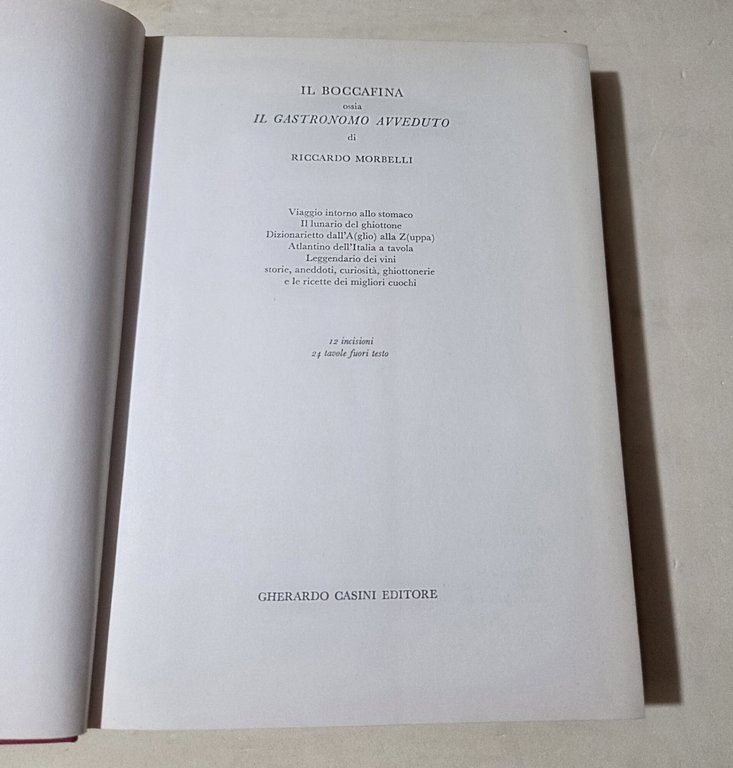 IL BOCCAFINA
ossia
IL GASTRONOMO AVVEDUTO
di
RICCARDO MORBELLI
Viaggio intorno allo stomaco
Il lunario del ghiottone
Dizionarietto dall'A(glio) alla Z(uppa)
Atlantino dell'Italia a tavola
Leggendario dei vini
storie, aneddoti, curiosità, ghiottonerie
e le ricette dei migliori cuochi
12 incisioni
24 tavole fuori testo
GHERARDO CASINI EDITORE